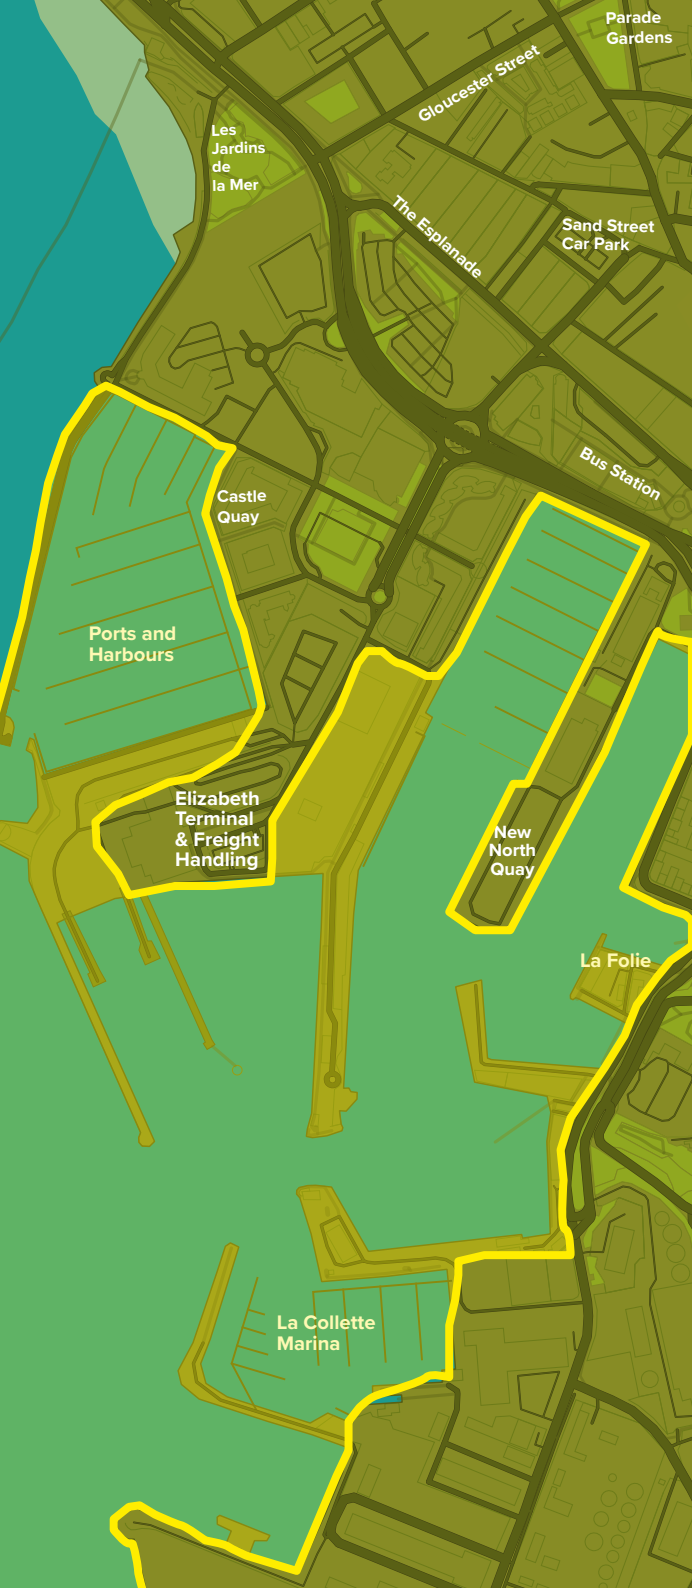 Parade
Gardens
Gloucester Street
Les
Jardins
de
la Mer
The Esplanade
Sand Street
Car Park
Bus Station
Castle
Quay
Ports and
Harbours
Elizabeth
Terminal
& Freight
Handling
New
North
Quay
La Folie
La Collette
Marina